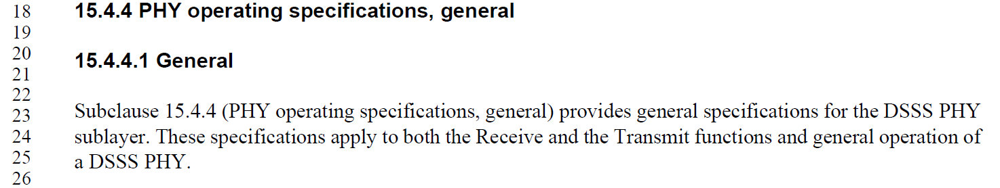 18 15.4.4 PHY operating specifications, general
19
20 15.4.4.1 General
21
22
23 Subclause 15.4.4 (PHY operating specifications, general) provides general specifications for the DSSS PHY
24 sublayer. These specifications apply to both the Receive and the Transmit functions and general operation of
25 a DSSS PHY.
26